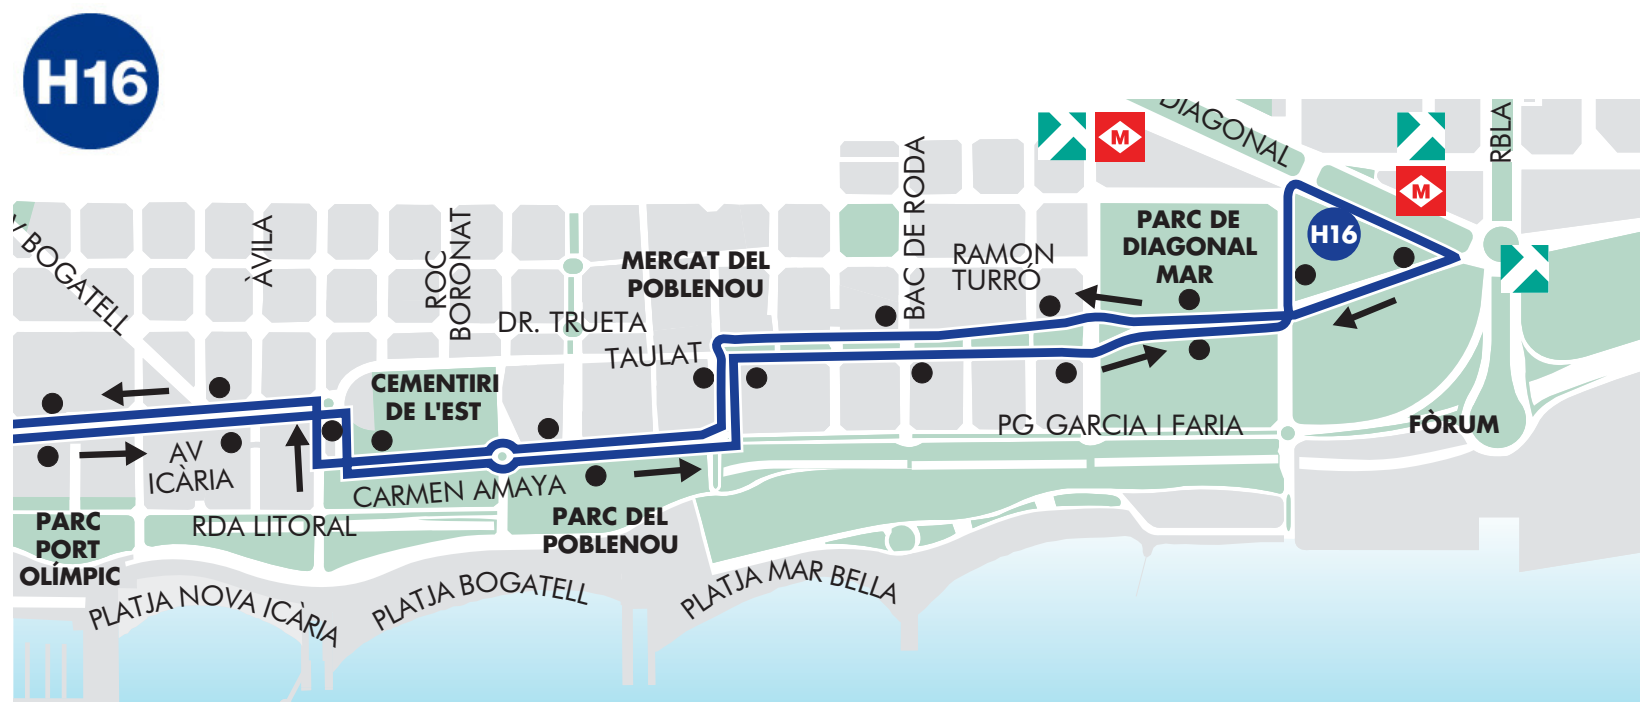 H16
DIAGONAL
RBLA
BAC DE RODA
ÀVILA
ROC
BORONAT
BOGATELL
MERCAT DEL
POBLENOU
RAMON
TURRÓ
PARC DE
DIAGONAL
MAR
H16
M
M
DR. TRUETA
TAULAT
CEMENTIRI
DE L'EST
PG GARCIA I FARIA
FÒRUM
AV
ICÀRIA
CARMEN AMAYA
RDA LITORAL
PARC
PORT
OLÍMPIC
PARC DEL
POBLENOU
PLATJA NOVA ICÀRIA
PLATJA BOGATELL
PLATJA MAR BELLA